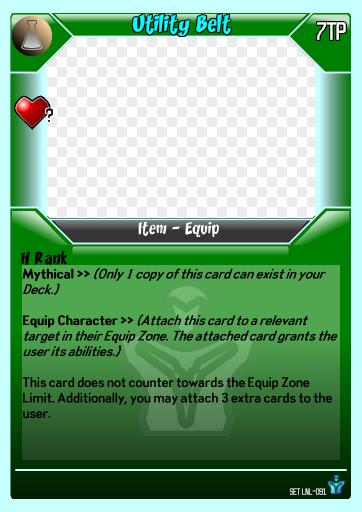 Utility Belt
7TP
?
Item - Equip
H Rank
Mythical >> (Only 1 copy of this card can exist in your
Deck.)
Equip Character >> (Attach this card to a relevant
target in their Equip Zone. The attached card grants the
user its abilities.)
This card does not counter towards the Equip Zone
Limit. Additionally, you may attach 3 extra cards to the
user.
SET LNL-091